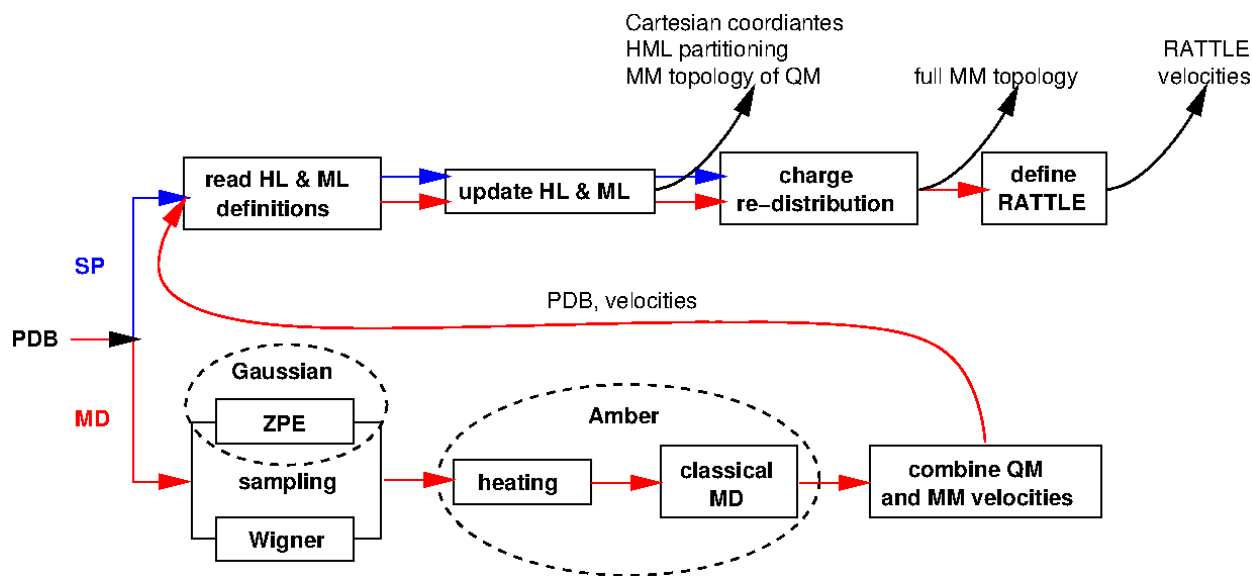 Cartesian coordiantes
HML partitioning
MM topology of QM
full MM topology
RATTLE
velocities
read HL & ML
definitions
update HL & ML
charge
re-distribution
define
RATTLE
SP
PDB, velocities
PDB
MD
Gaussian
ZPE
sampling
Wigner
Amber
heating
classical
MD
combine QM
and MM velocities